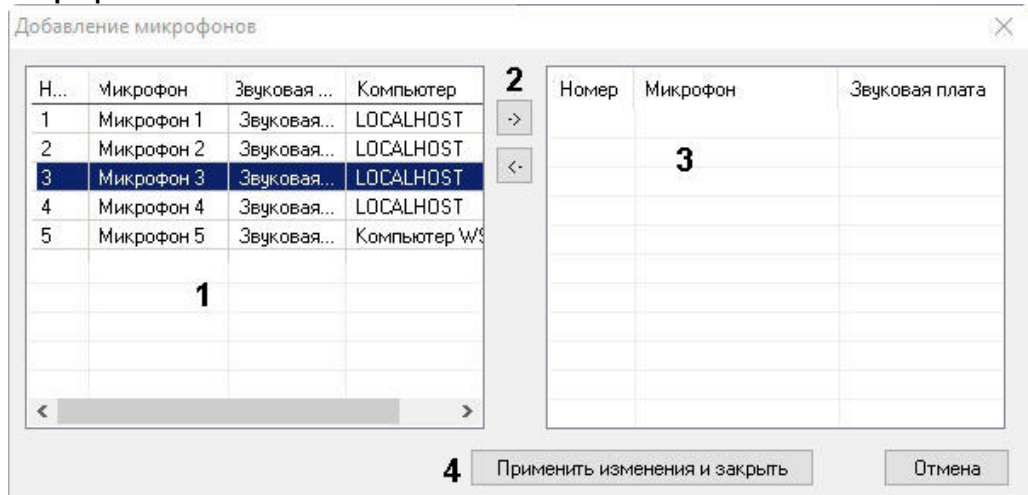 Добавление микрофонов
Н... Микрофон Звуковая ... Компьютер 2 Номер Микрофон Звуковая плата
1 Микрофон 1 Звуковая... LOCALHOST ->
2 Микрофон 2 Звуковая... LOCALHOST 3
3 Микрофон 3 Звуковая... LOCALHOST <-
4 Микрофон 4 Звуковая... LOCALHOST
5 Микрофон 5 Звуковая... Компьютер WS
1
4 Применить изменения и закрыть Отмена